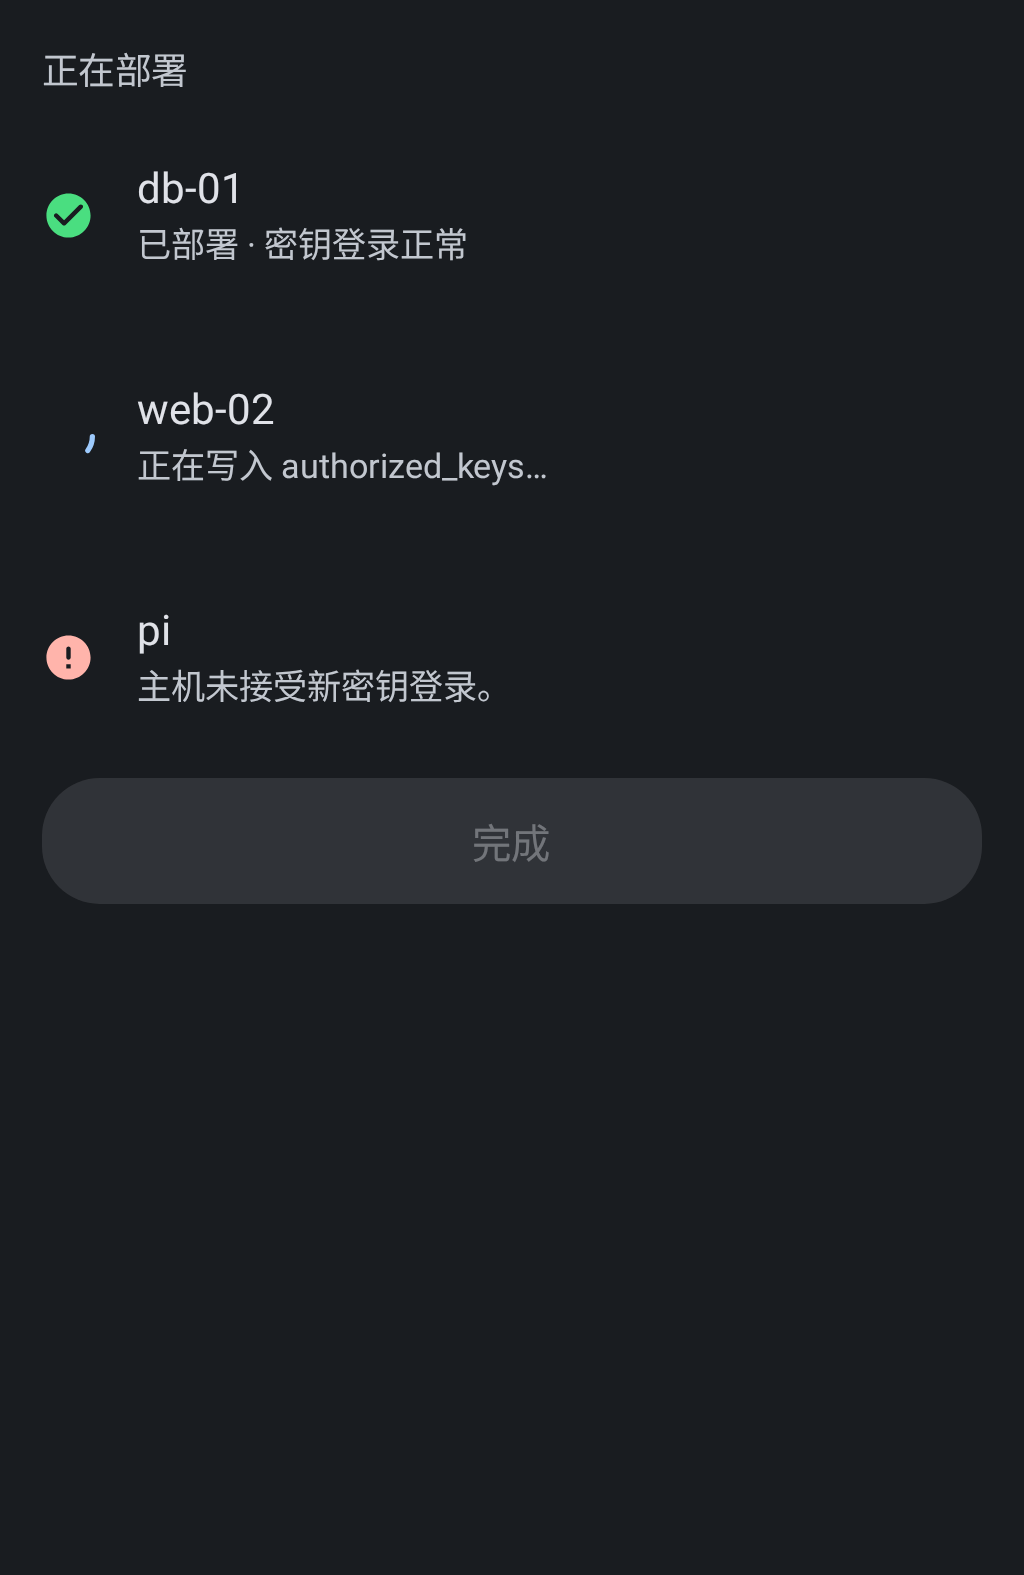 正在部署
db-01
已部署 · 密钥登录正常
web-02
正在写入 authorized_keys…
pi
主机未接受新密钥登录。
完成